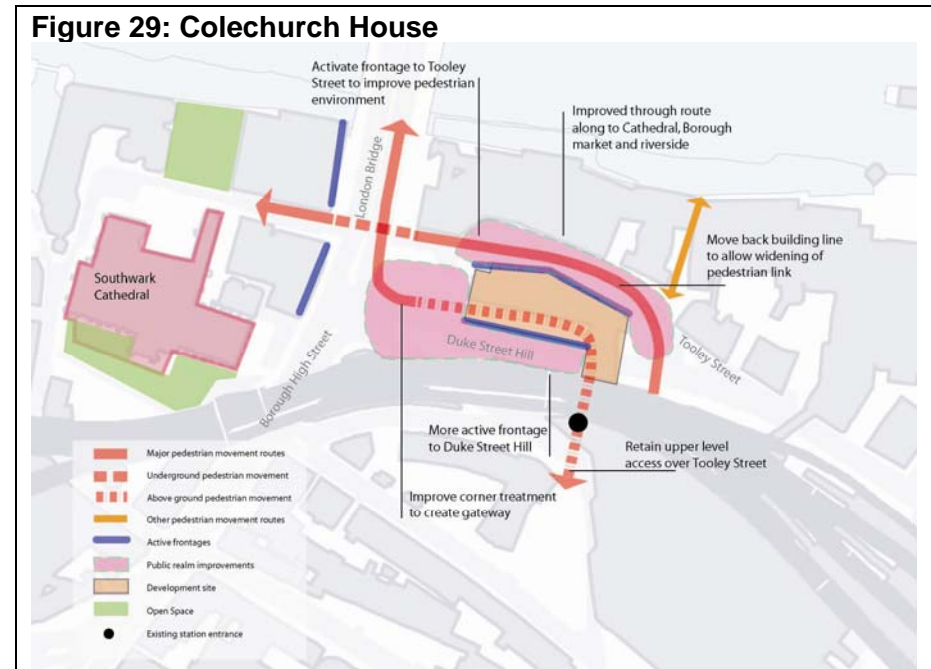 Figure 29: Colechurch House
Activate frontage to Tooley
Street to improve pedestrian
environment
Improved through route
along to Cathedral, Borough
market and riverside
London Bridge
Move back building line
to allow widening of
pedestrian link
Southwark
Cathedral
Duke Street Hill
Tooley Street
Borough High Street
More active frontage
to Duke Street Hill
Retain upper level
access over Tooley Street
Improve corner treatment
to create gateway
Major pedestrian movement routes
Underground pedestrian movement
Above ground pedestrian movement
Other pedestrian movement routes
Active frontages
Public realm improvements
Development site
Open Space
Existing station entrance